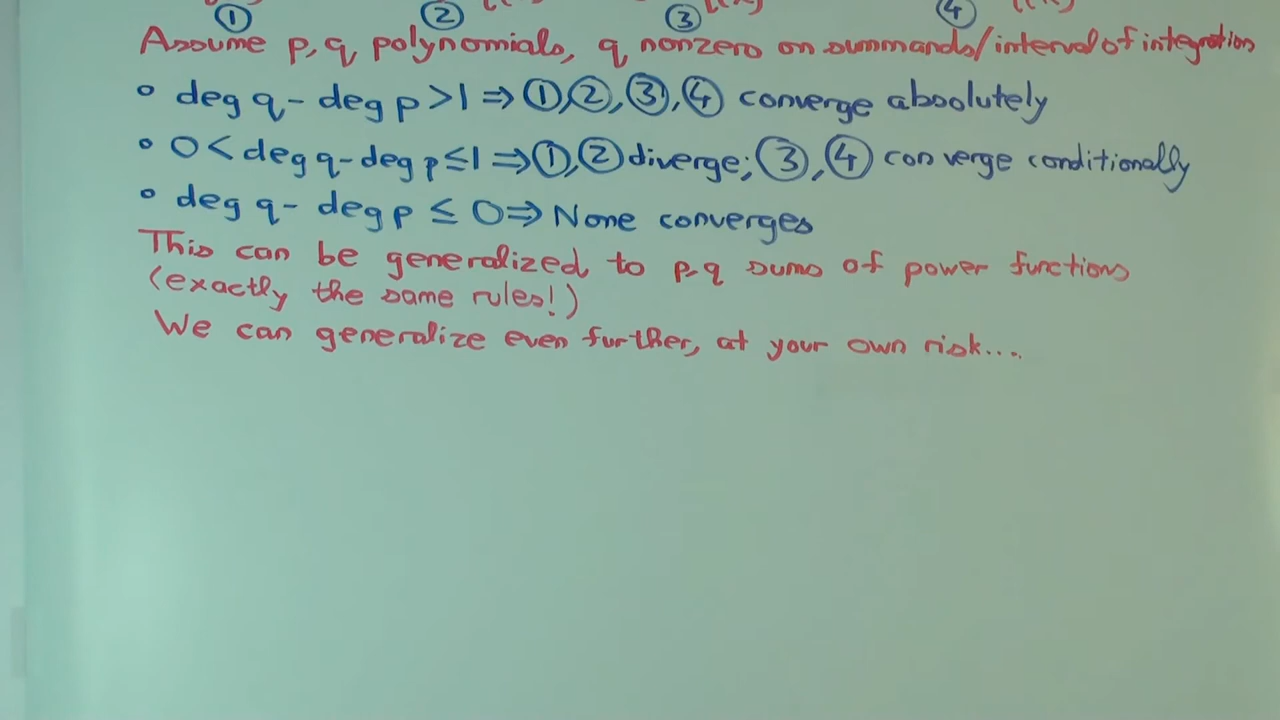 ① ② ③ ④
Assume p, q polynomials, q nonzero on summands/interval of integration
• deg q - deg p > 1 ⇒ ①, ②, ③, ④ converge absolutely
• 0 < deg q - deg p ≤ 1 ⇒ ①, ② diverge; ③, ④ converge conditionally
• deg q - deg p ≤ 0 ⇒ None converges
This can be generalized to p, q sums of power functions
(exactly the same rules!)
We can generalize even further, at your own risk....